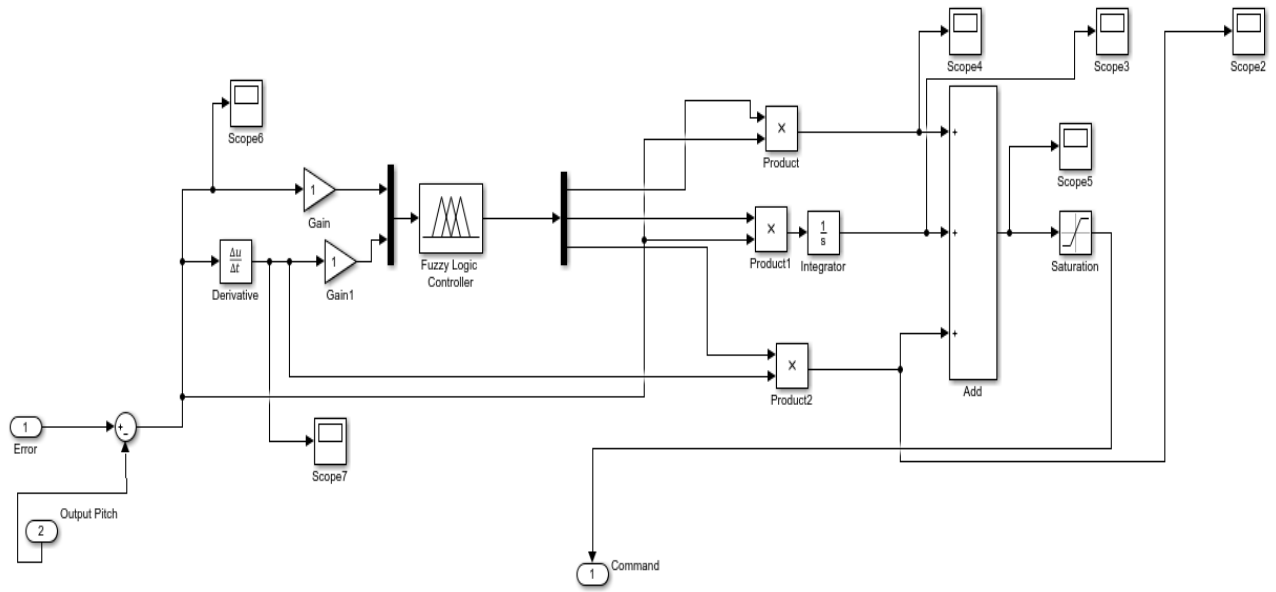 Scope4
Scope3
Scope2
Scope6
×
Product
+
Scope5
1
Gain
Fuzzy Logic
Controller
×
Product1
1
s
Integrator
+
Saturation
Δu
Δt
Derivative
1
Gain1
+
×
Product2
Add
1
Error
+
−
Scope7
Output Pitch
2
1
Command